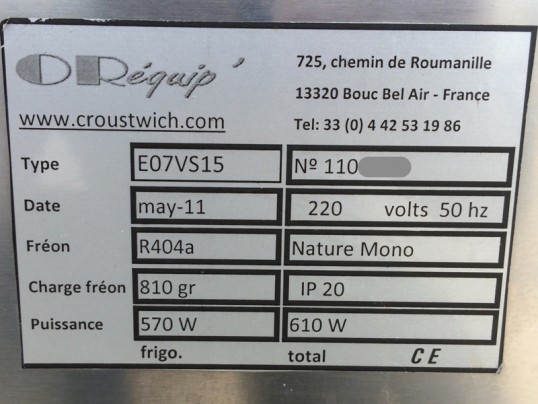 ORéquip'
725, chemin de Roumanille
13320 Bouc Bel Air - France
www.croustwich.com
Tel: 33 (0) 4 42 53 19 86
Type E07VS15 Nº 110
Date may-11 220 volts 50 hz
Fréon R404a Nature Mono
Charge fréon 810 gr IP 20
Puissance 570 W 610 W
frigo. total CE